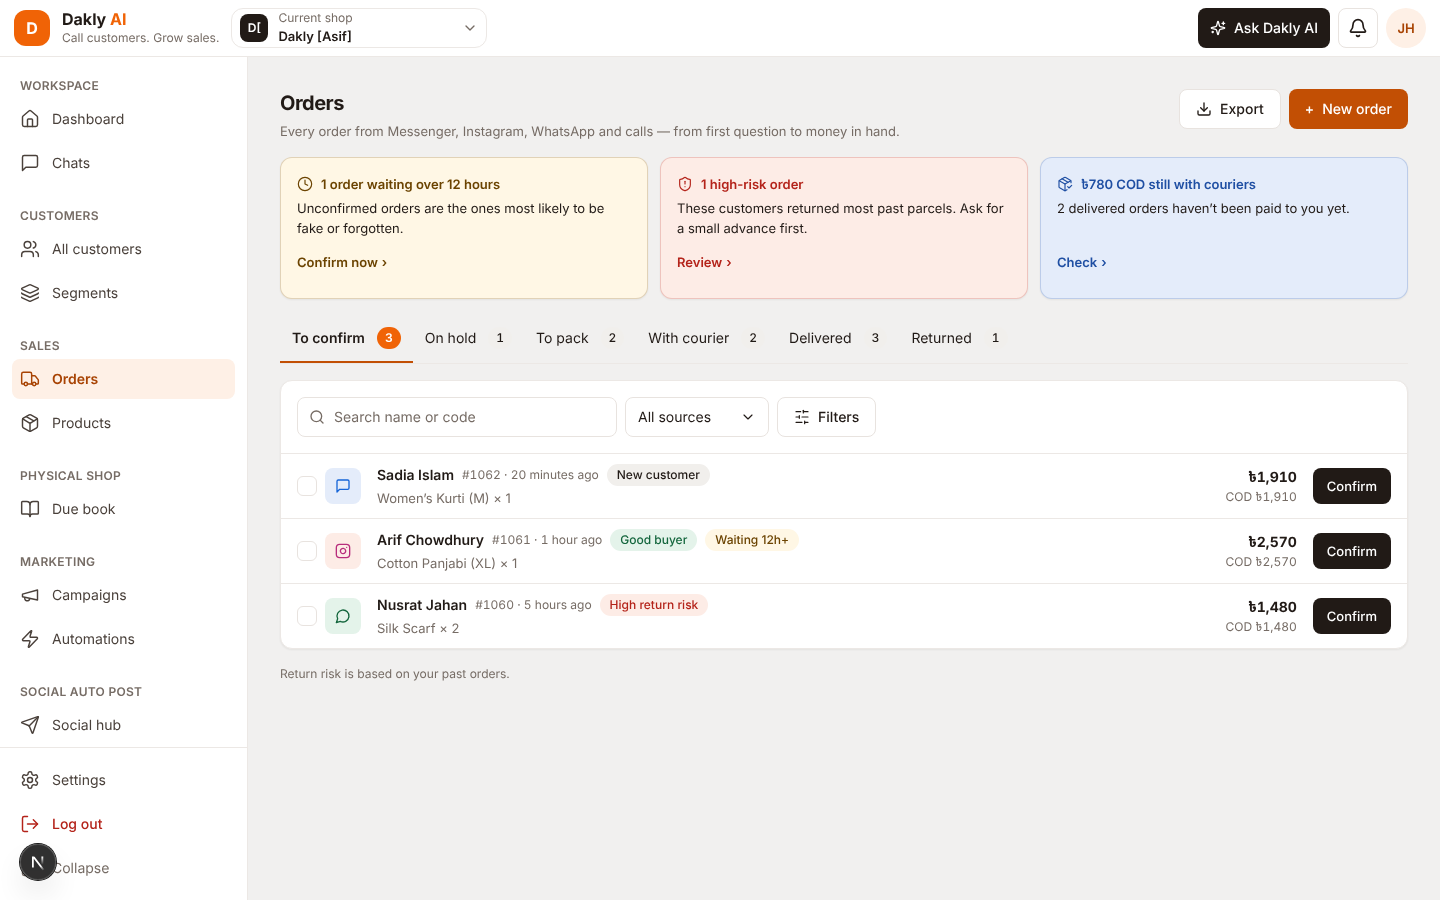 D
Dakly AI
Call customers. Grow sales.
D[
Current shop
Dakly [Asif]
Ask Dakly AI
JH
WORKSPACE
Dashboard
Chats
CUSTOMERS
All customers
Segments
SALES
Orders
Products
PHYSICAL SHOP
Due book
MARKETING
Campaigns
Automations
SOCIAL AUTO POST
Social hub
Settings
Log out
N
Collapse
Orders
Every order from Messenger, Instagram, WhatsApp and calls — from first question to money in hand.
Export
+ New order
1 order waiting over 12 hours
Unconfirmed orders are the ones most likely to be
fake or forgotten.
Confirm now ›
1 high-risk order
These customers returned most past parcels. Ask for
a small advance first.
Review ›
৳780 COD still with couriers
2 delivered orders haven’t been paid to you yet.
Check ›
To confirm 3 On hold 1 To pack 2 With courier 2 Delivered 3 Returned 1
Search name or code
All sources
Filters
Sadia Islam #1062 · 20 minutes ago New customer
Women’s Kurti (M) × 1
৳1,910
COD ৳1,910
Confirm
Arif Chowdhury #1061 · 1 hour ago Good buyer Waiting 12h+
Cotton Panjabi (XL) × 1
৳2,570
COD ৳2,570
Confirm
Nusrat Jahan #1060 · 5 hours ago High return risk
Silk Scarf × 2
৳1,480
COD ৳1,480
Confirm
Return risk is based on your past orders.